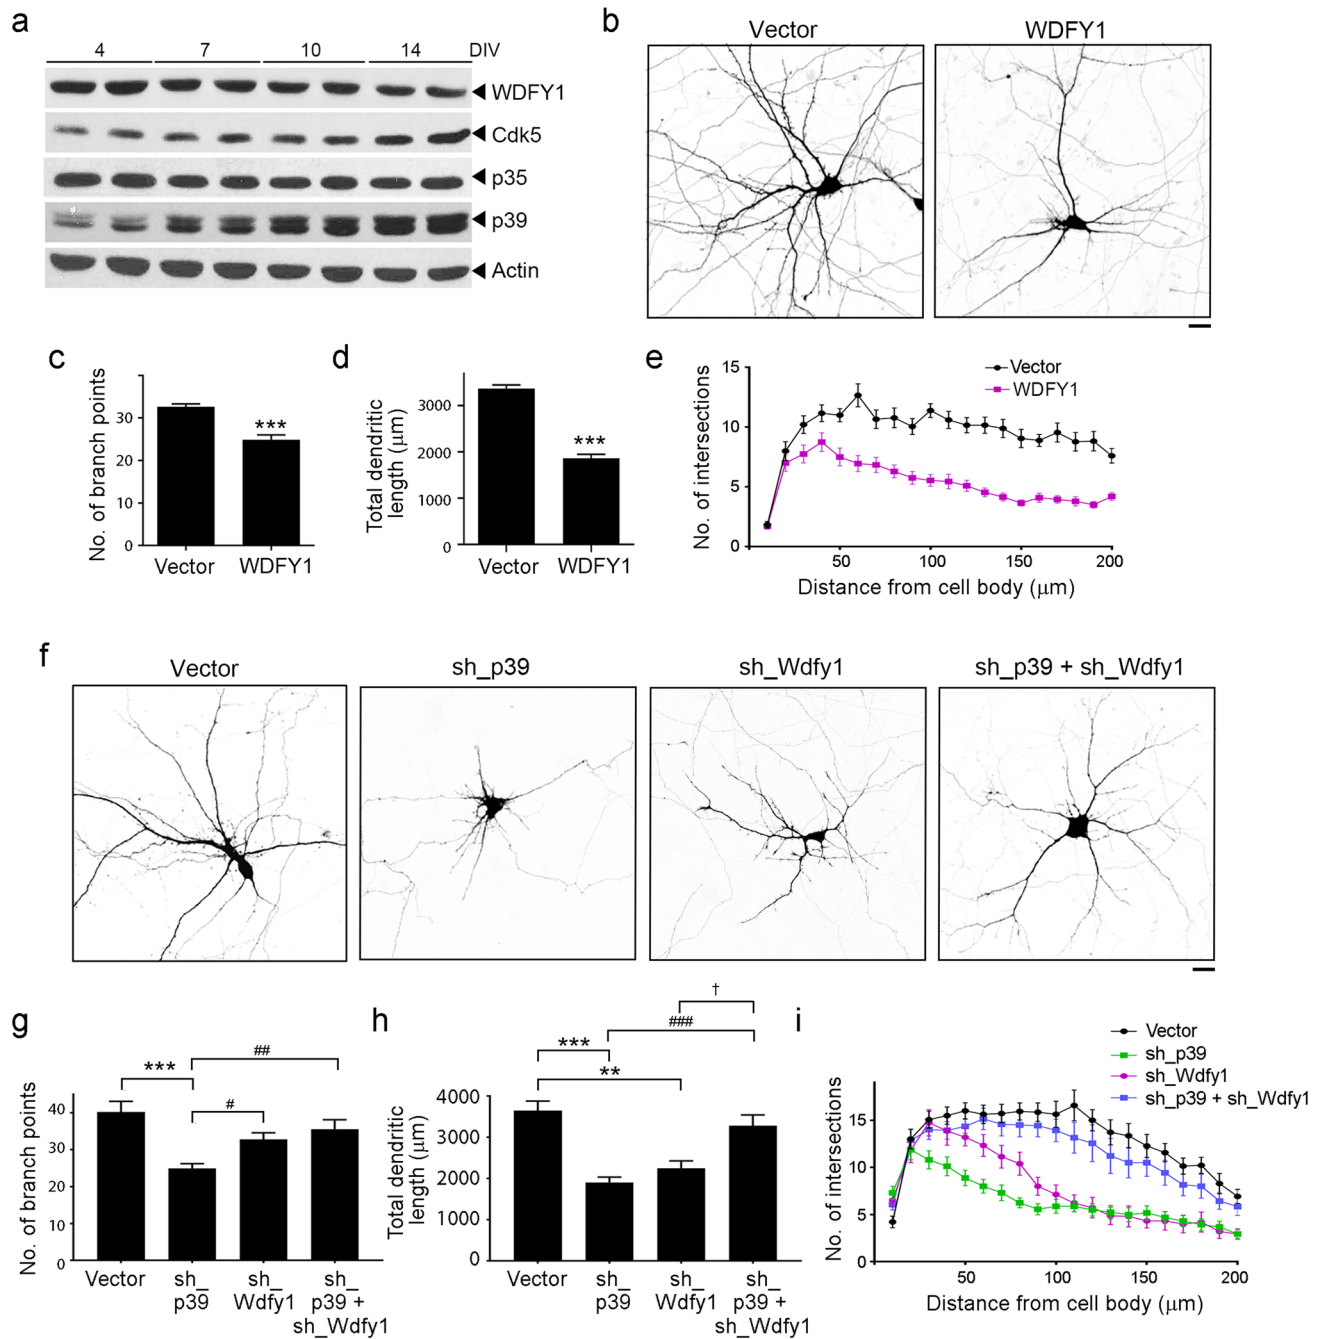 a
4 7 10 14 DIV
WDFY1
Cdk5
p35
p39
Actin
b
Vector WDFY1
c
No. of branch points
30
20
10
0
***
Vector WDFY1
d
Total dendritic
length (μm)
3000
2000
1000
0
***
Vector WDFY1
e
No. of intersections
15
10
5
0
Vector
WDFY1
50 100 150 200
Distance from cell body (μm)
f
Vector sh_p39 sh_Wdfy1 sh_p39 + sh_Wdfy1
g
No. of branch points
40
30
20
10
0
##
***
#
Vector sh_ sh_ sh_
p39 Wdfy1 p39 +
sh_Wdfy1
h
Total dendritic
length (μm)
4000
3000
2000
1000
0
†
###
***
**
Vector sh_ sh_ sh_
p39 Wdfy1 p39 +
sh_Wdfy1
i
No. of intersections
15
10
5
0
Vector
sh_p39
sh_Wdfy1
sh_p39 + sh_Wdfy1
50 100 150 200
Distance from cell body (μm)